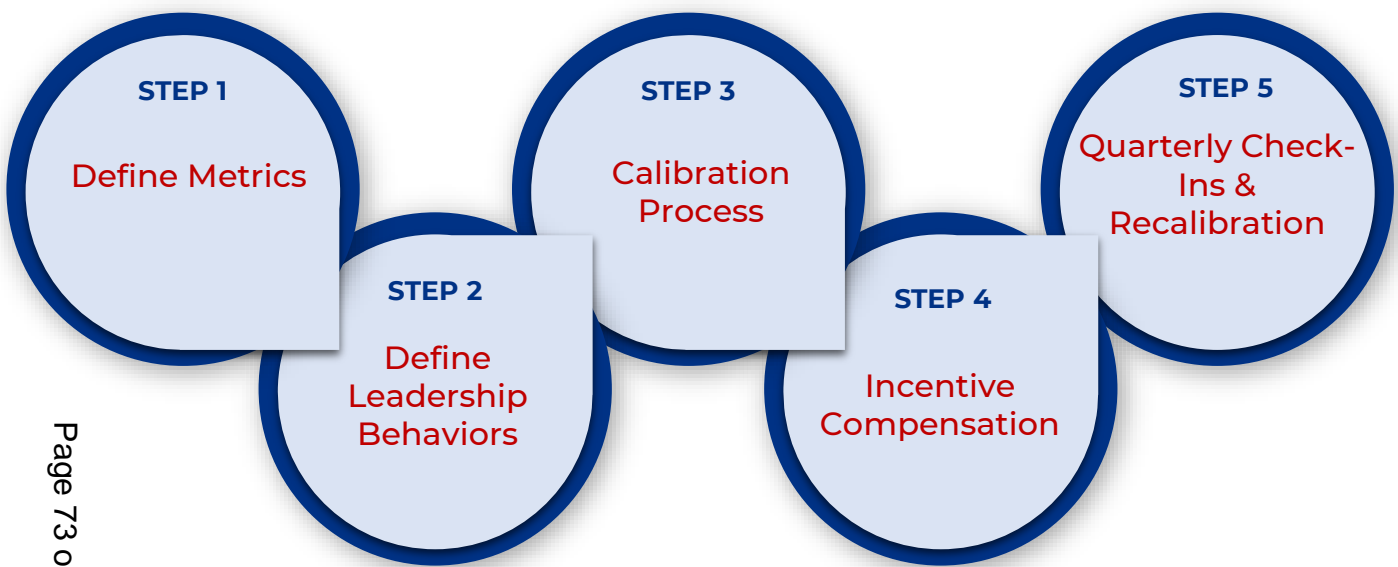 STEP 1
Define Metrics
STEP 2
Define
Leadership
Behaviors
STEP 3
Calibration
Process
STEP 4
Incentive
Compensation
STEP 5
Quarterly Check-
Ins &
Recalibration
Page 73 o